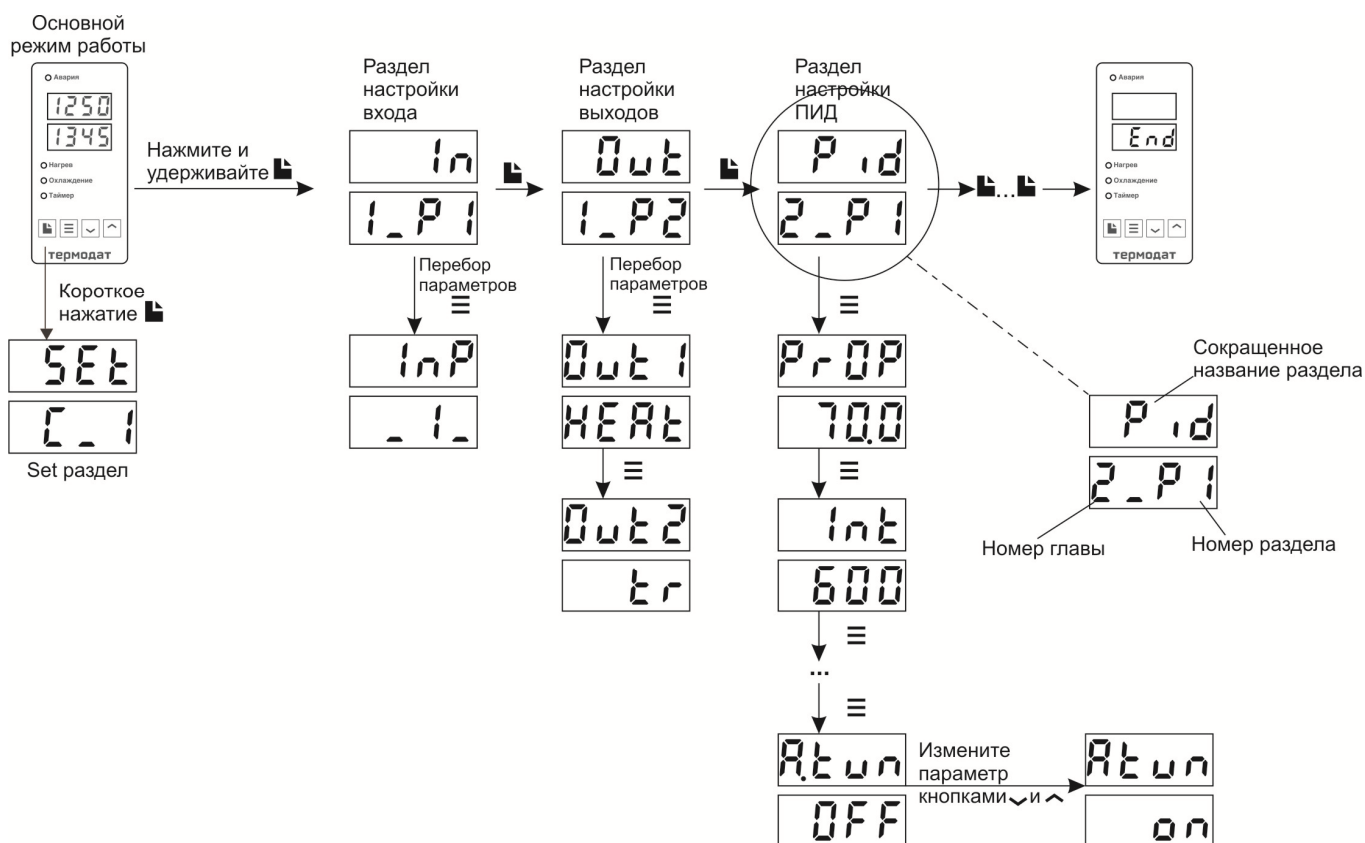 Основной
режим работы
Авария
1250
1345
Нагрев
Охлаждение
Таймер
термодат
Нажмите и
удерживайте
Короткое
нажатие
SEt
C_1
Set раздел
Раздел
настройки
входа
In
1_P1
Перебор
параметров
InP
_1_
Раздел
настройки
выходов
Out
1_P2
Перебор
параметров
Out1
HEAt
Out2
tr
Раздел
настройки
ПИД
Pid
2_P1
PrOP
70.0
Int
600
...
A.tun
OFF
Измените
параметр
кнопками и
Atun
on
...
Авария
End
Нагрев
Охлаждение
Таймер
термодат
Сокращенное
название раздела
Pid
2_P1
Номер главы
Номер раздела